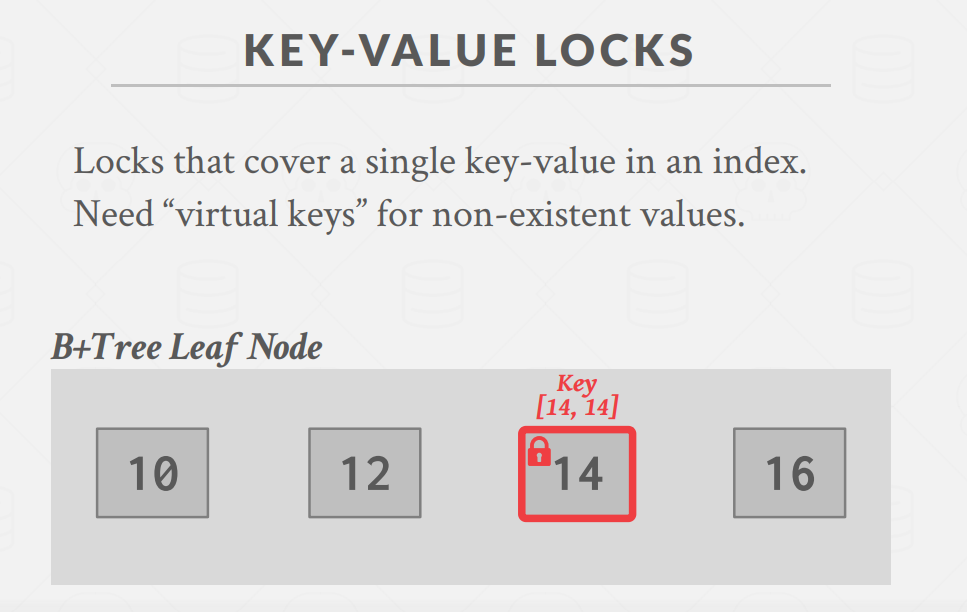 KEY-VALUE LOCKS
Locks that cover a single key-value in an index.
Need “virtual keys” for non-existent values.
B+Tree Leaf Node
Key
[14, 14]
10 12 14 16